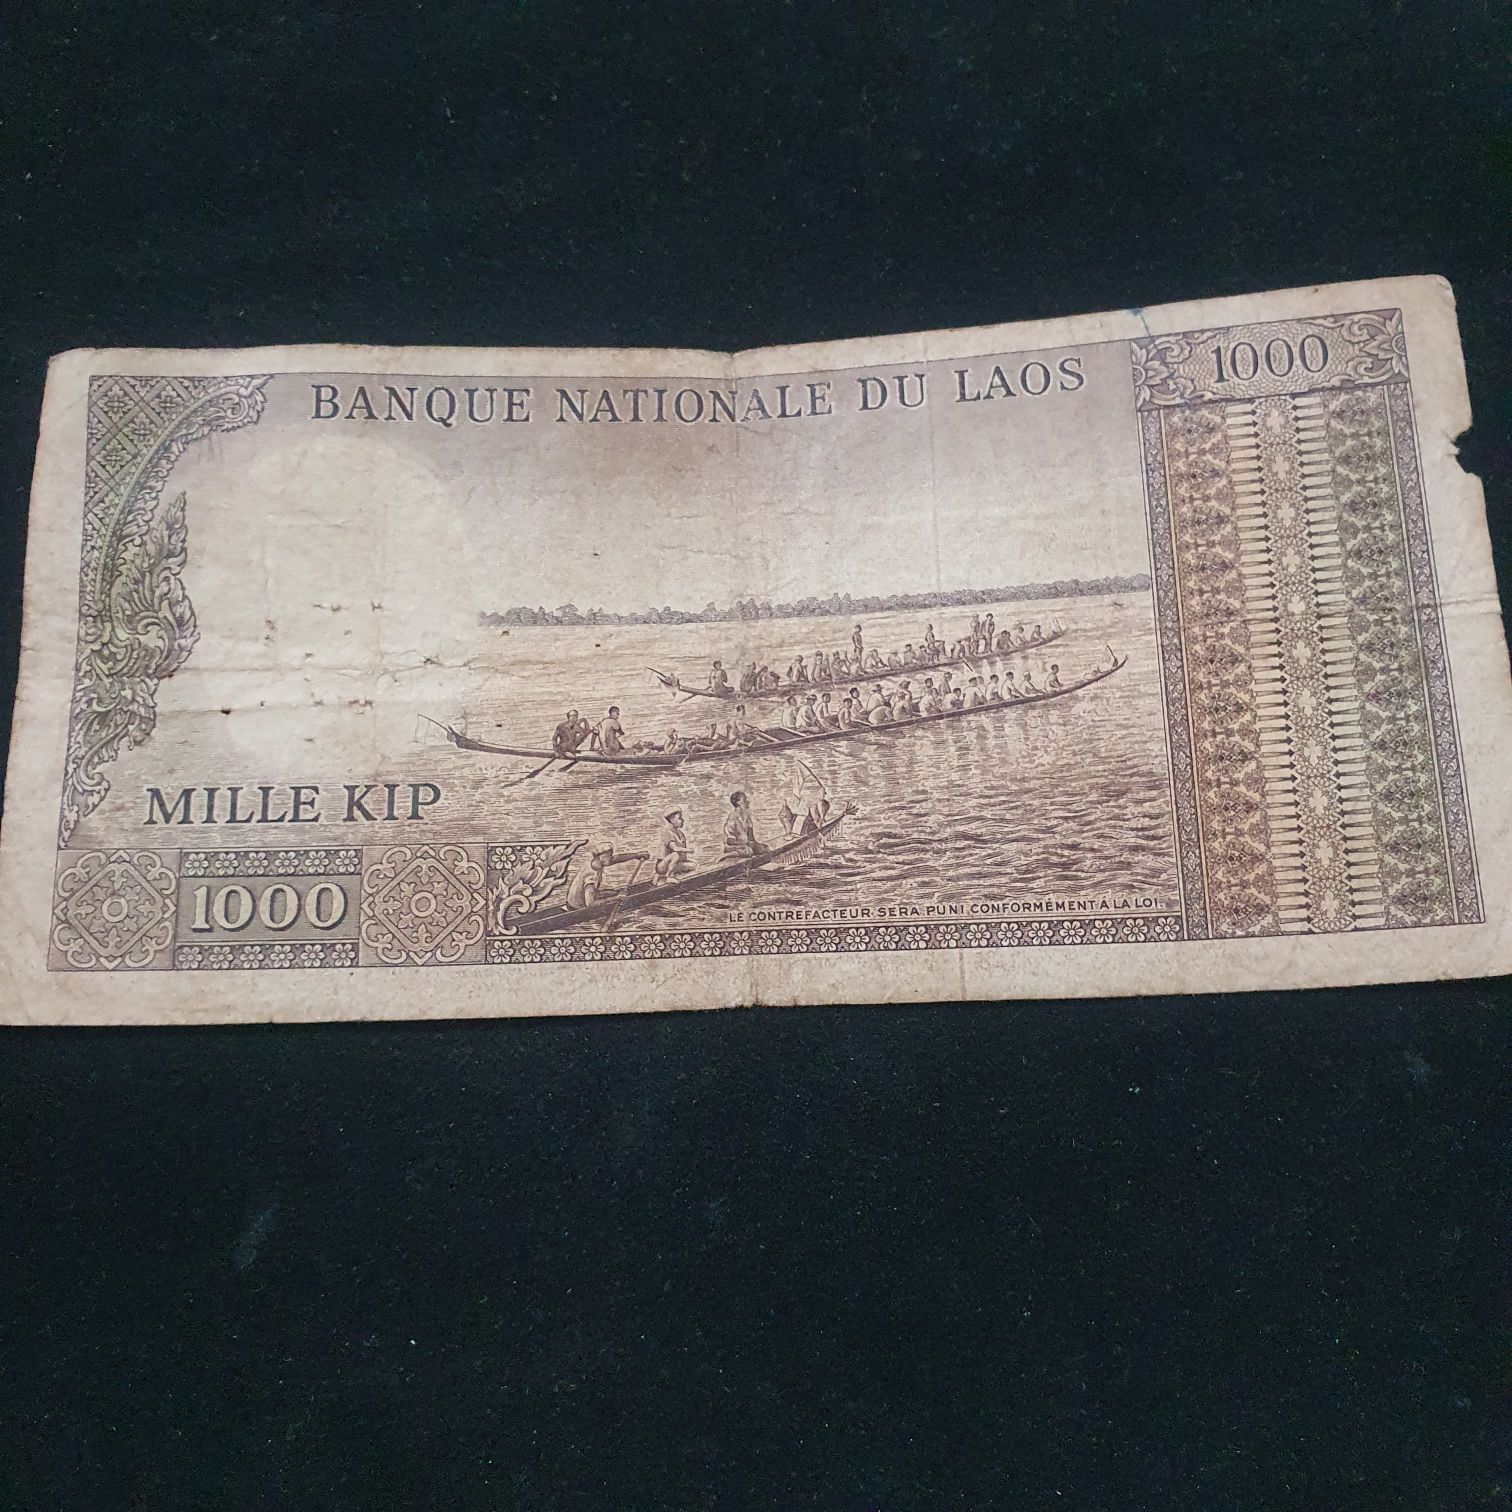 BANQUE NATIONALE DU LAOS
1000
MILLE KIP
1000
LE CONTREFACTEUR SERA PUNI CONFORMÉMENT A LA LOI.